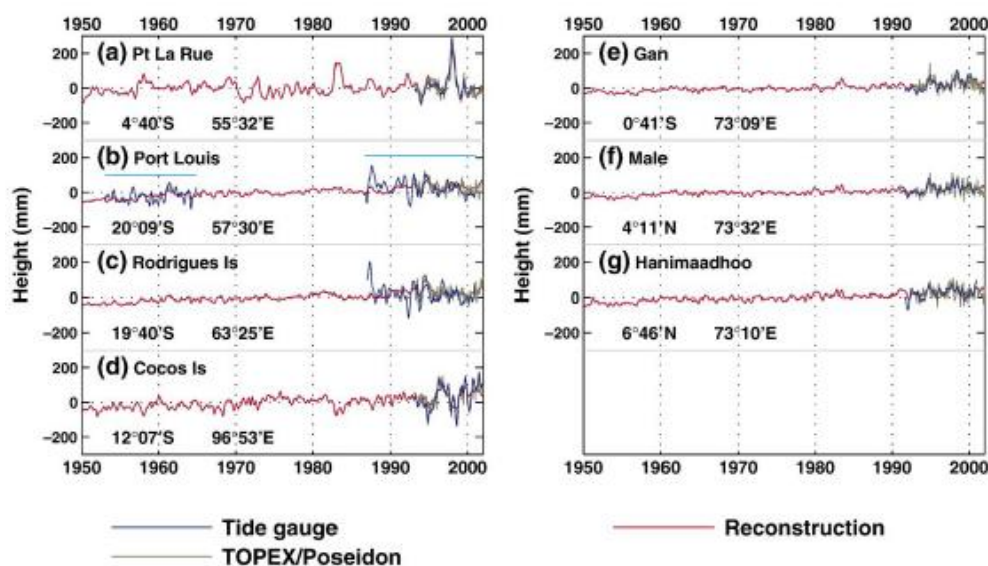 1950 1960 1970 1980 1990 2000
200
0
−200
(a) Pt La Rue
4°40'S 55°32'E
200
0
−200
(b) Port Louis
20°09'S 57°30'E
200
0
−200
(c) Rodrigues Is
19°40'S 63°25'E
200
0
−200
(d) Cocos Is
12°07'S 96°53'E
Height (mm)
1950 1960 1970 1980 1990 2000
1950 1960 1970 1980 1990 2000
200
0
−200
(e) Gan
0°41'S 73°09'E
200
0
−200
(f) Male
4°11'N 73°32'E
200
0
−200
(g) Hanimaadhoo
6°46'N 73°10'E
Height (mm)
1950 1960 1970 1980 1990 2000
Tide gauge
TOPEX/Poseidon
Reconstruction